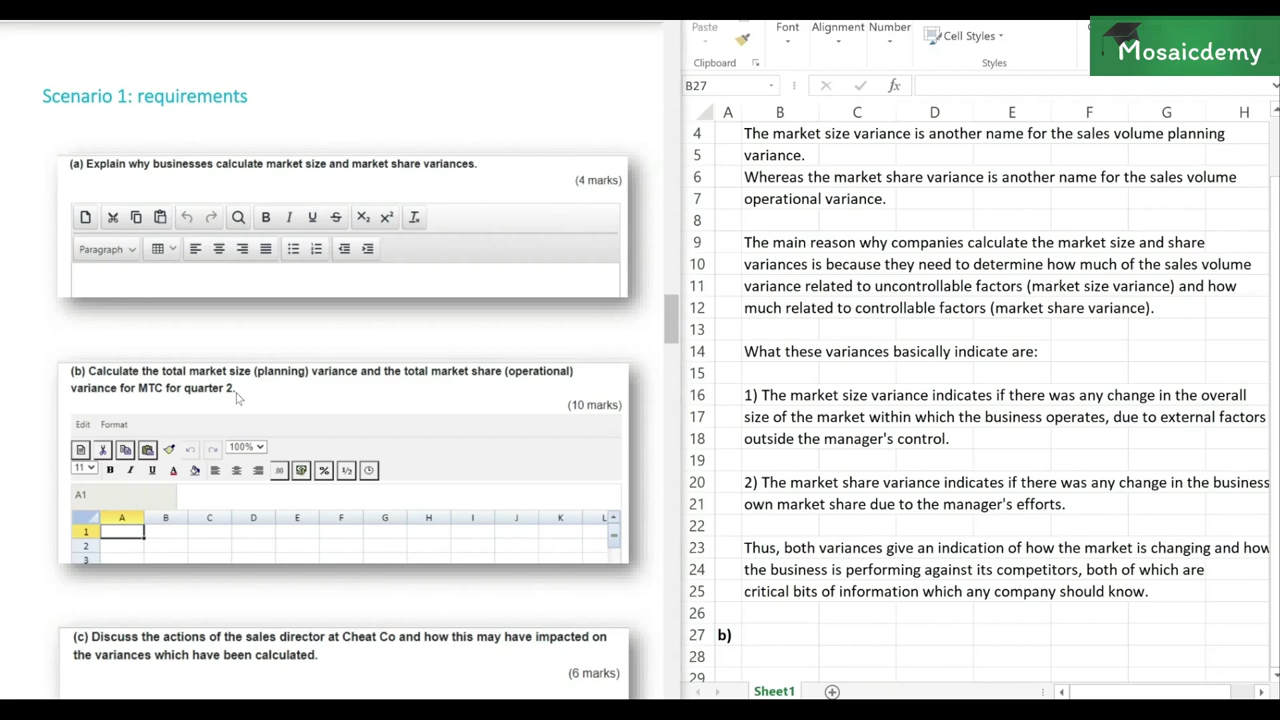 Scenario 1: requirements
(a) Explain why businesses calculate market size and market share variances.
(4 marks)
B I U S X₂ X² Tx
Paragraph
(b) Calculate the total market size (planning) variance and the total market share (operational)
variance for MTC for quarter 2.
(10 marks)
Edit Format
100%
11 B I U A % 1/2
A1
A B C D E F G H I J K L
1
2
3
(c) Discuss the actions of the sales director at Cheat Co and how this may have impacted on
the variances which have been calculated.
(6 marks)
Paste Font Alignment Number Cell Styles
Clipboard Styles
Mosaicdemy
B27 fx
A B C D E F G H
4 The market size variance is another name for the sales volume planning
5 variance.
6 Whereas the market share variance is another name for the sales volume
7 operational variance.
8
9 The main reason why companies calculate the market size and share
10 variances is because they need to determine how much of the sales volume
11 variance related to uncontrollable factors (market size variance) and how
12 much related to controllable factors (market share variance).
13
14 What these variances basically indicate are:
15
16 1) The market size variance indicates if there was any change in the overall
17 size of the market within which the business operates, due to external factors
18 outside the manager's control.
19
20 2) The market share variance indicates if there was any change in the business
21 own market share due to the manager's efforts.
22
23 Thus, both variances give an indication of how the market is changing and how
24 the business is performing against its competitors, both of which are
25 critical bits of information which any company should know.
26
27 b)
28
29
Sheet1